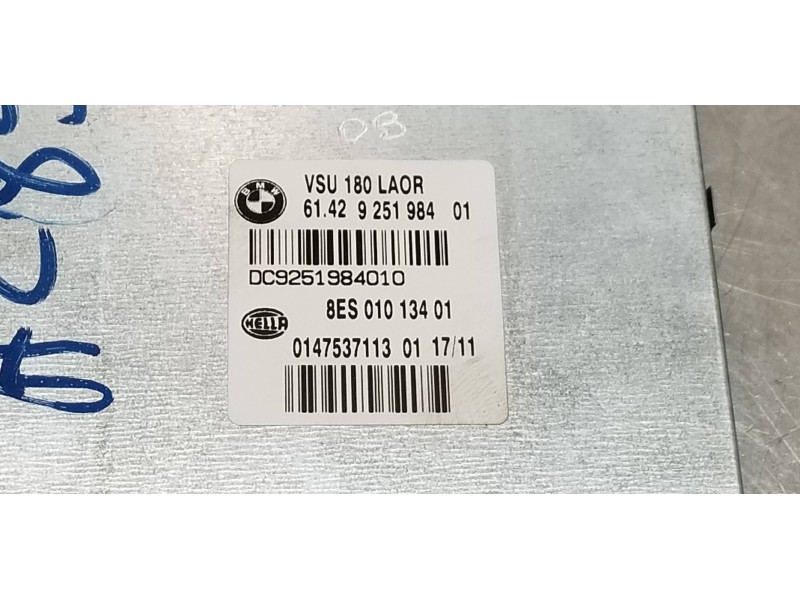 03
BMW
VSU 180 LAOR
61.42 9 251 984 01
DC9251984010
8ES 010 134 01
HELLA
0147537113 01 17/11